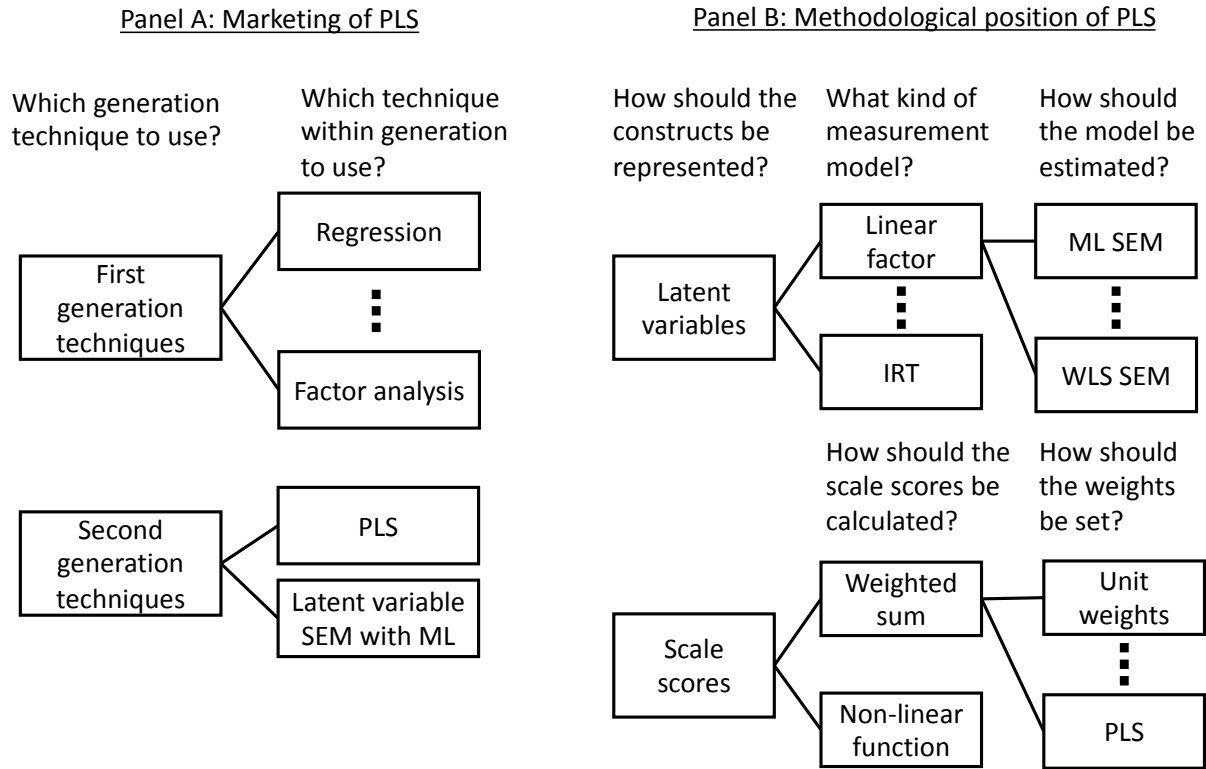 Panel A: Marketing of PLS
Which generation
technique to use?
Which technique
within generation
to use?
First
generation
techniques
Regression
Factor analysis
Second
generation
techniques
PLS
Latent variable
SEM with ML
Panel B: Methodological position of PLS
How should the
constructs be
represented?
What kind of
measurement
model?
How should
the model be
estimated?
Latent
variables
Linear
factor
IRT
ML SEM
WLS SEM
How should the
scale scores be
calculated?
How should
the weights
be set?
Scale
scores
Weighted
sum
Non-linear
function
Unit
weights
PLS